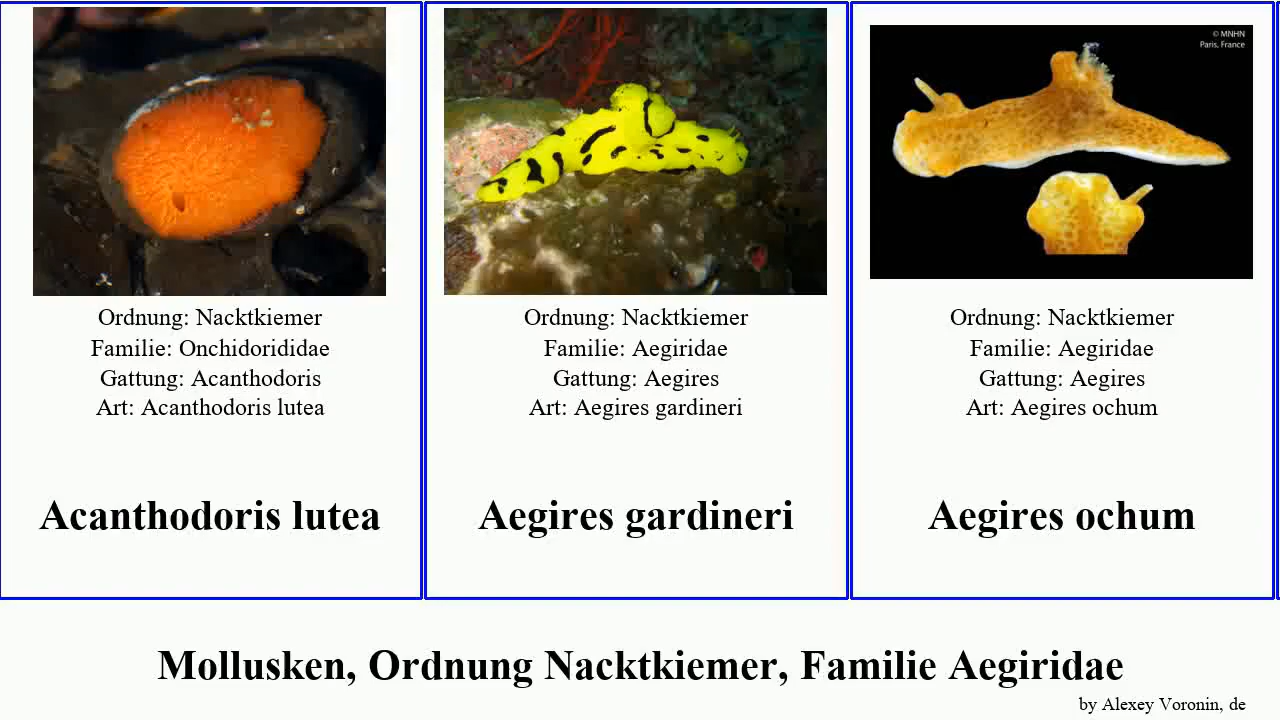 Ordnung: Nacktkiemer
Familie: Onchidorididae
Gattung: Acanthodoris
Art: Acanthodoris lutea
Acanthodoris lutea
Ordnung: Nacktkiemer
Familie: Aegiridae
Gattung: Aegires
Art: Aegires gardineri
Aegires gardineri
© MNHN
Paris, France
Ordnung: Nacktkiemer
Familie: Aegiridae
Gattung: Aegires
Art: Aegires ochum
Aegires ochum
Mollusken, Ordnung Nacktkiemer, Familie Aegiridae
by Alexey Voronin, de